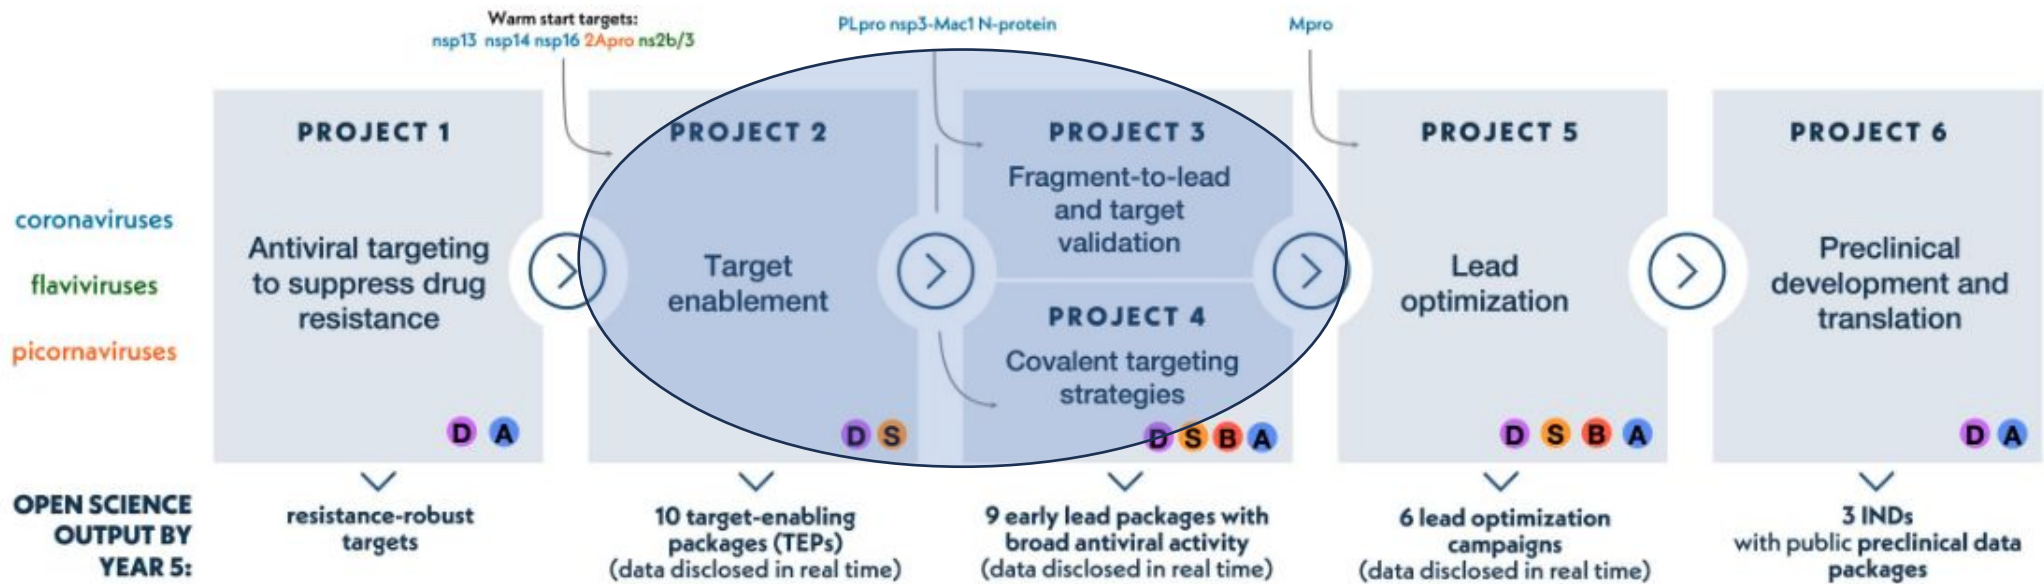 Warm start targets:
nsp13 nsp14 nsp16 2Apro ns2b/3
PLpro nsp3-Mac1 N-protein
Mpro
coronaviruses
flaviviruses
picornaviruses
PROJECT 1
Antiviral targeting
to suppress drug
resistance
D A
PROJECT 2
Target
enablement
D S
PROJECT 3
Fragment-to-lead
and target
validation
PROJECT 4
Covalent targeting
strategies
D S B A
PROJECT 5
Lead
optimization
D S B A
PROJECT 6
Preclinical
development and
translation
D A
OPEN SCIENCE
OUTPUT BY
YEAR 5:
resistance-robust
targets
10 target-enabling
packages (TEPs)
(data disclosed in real time)
9 early lead packages with
broad antiviral activity
(data disclosed in real time)
6 lead optimization
campaigns
(data disclosed in real time)
3 INDs
with public preclinical data
packages